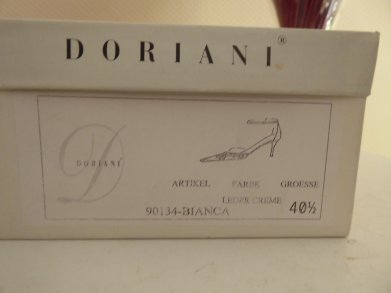 DORIANI®
D
DORIANI
ARTIKEL FARBE GROESSE
LEDER CREME
90134-BIANCA 40½